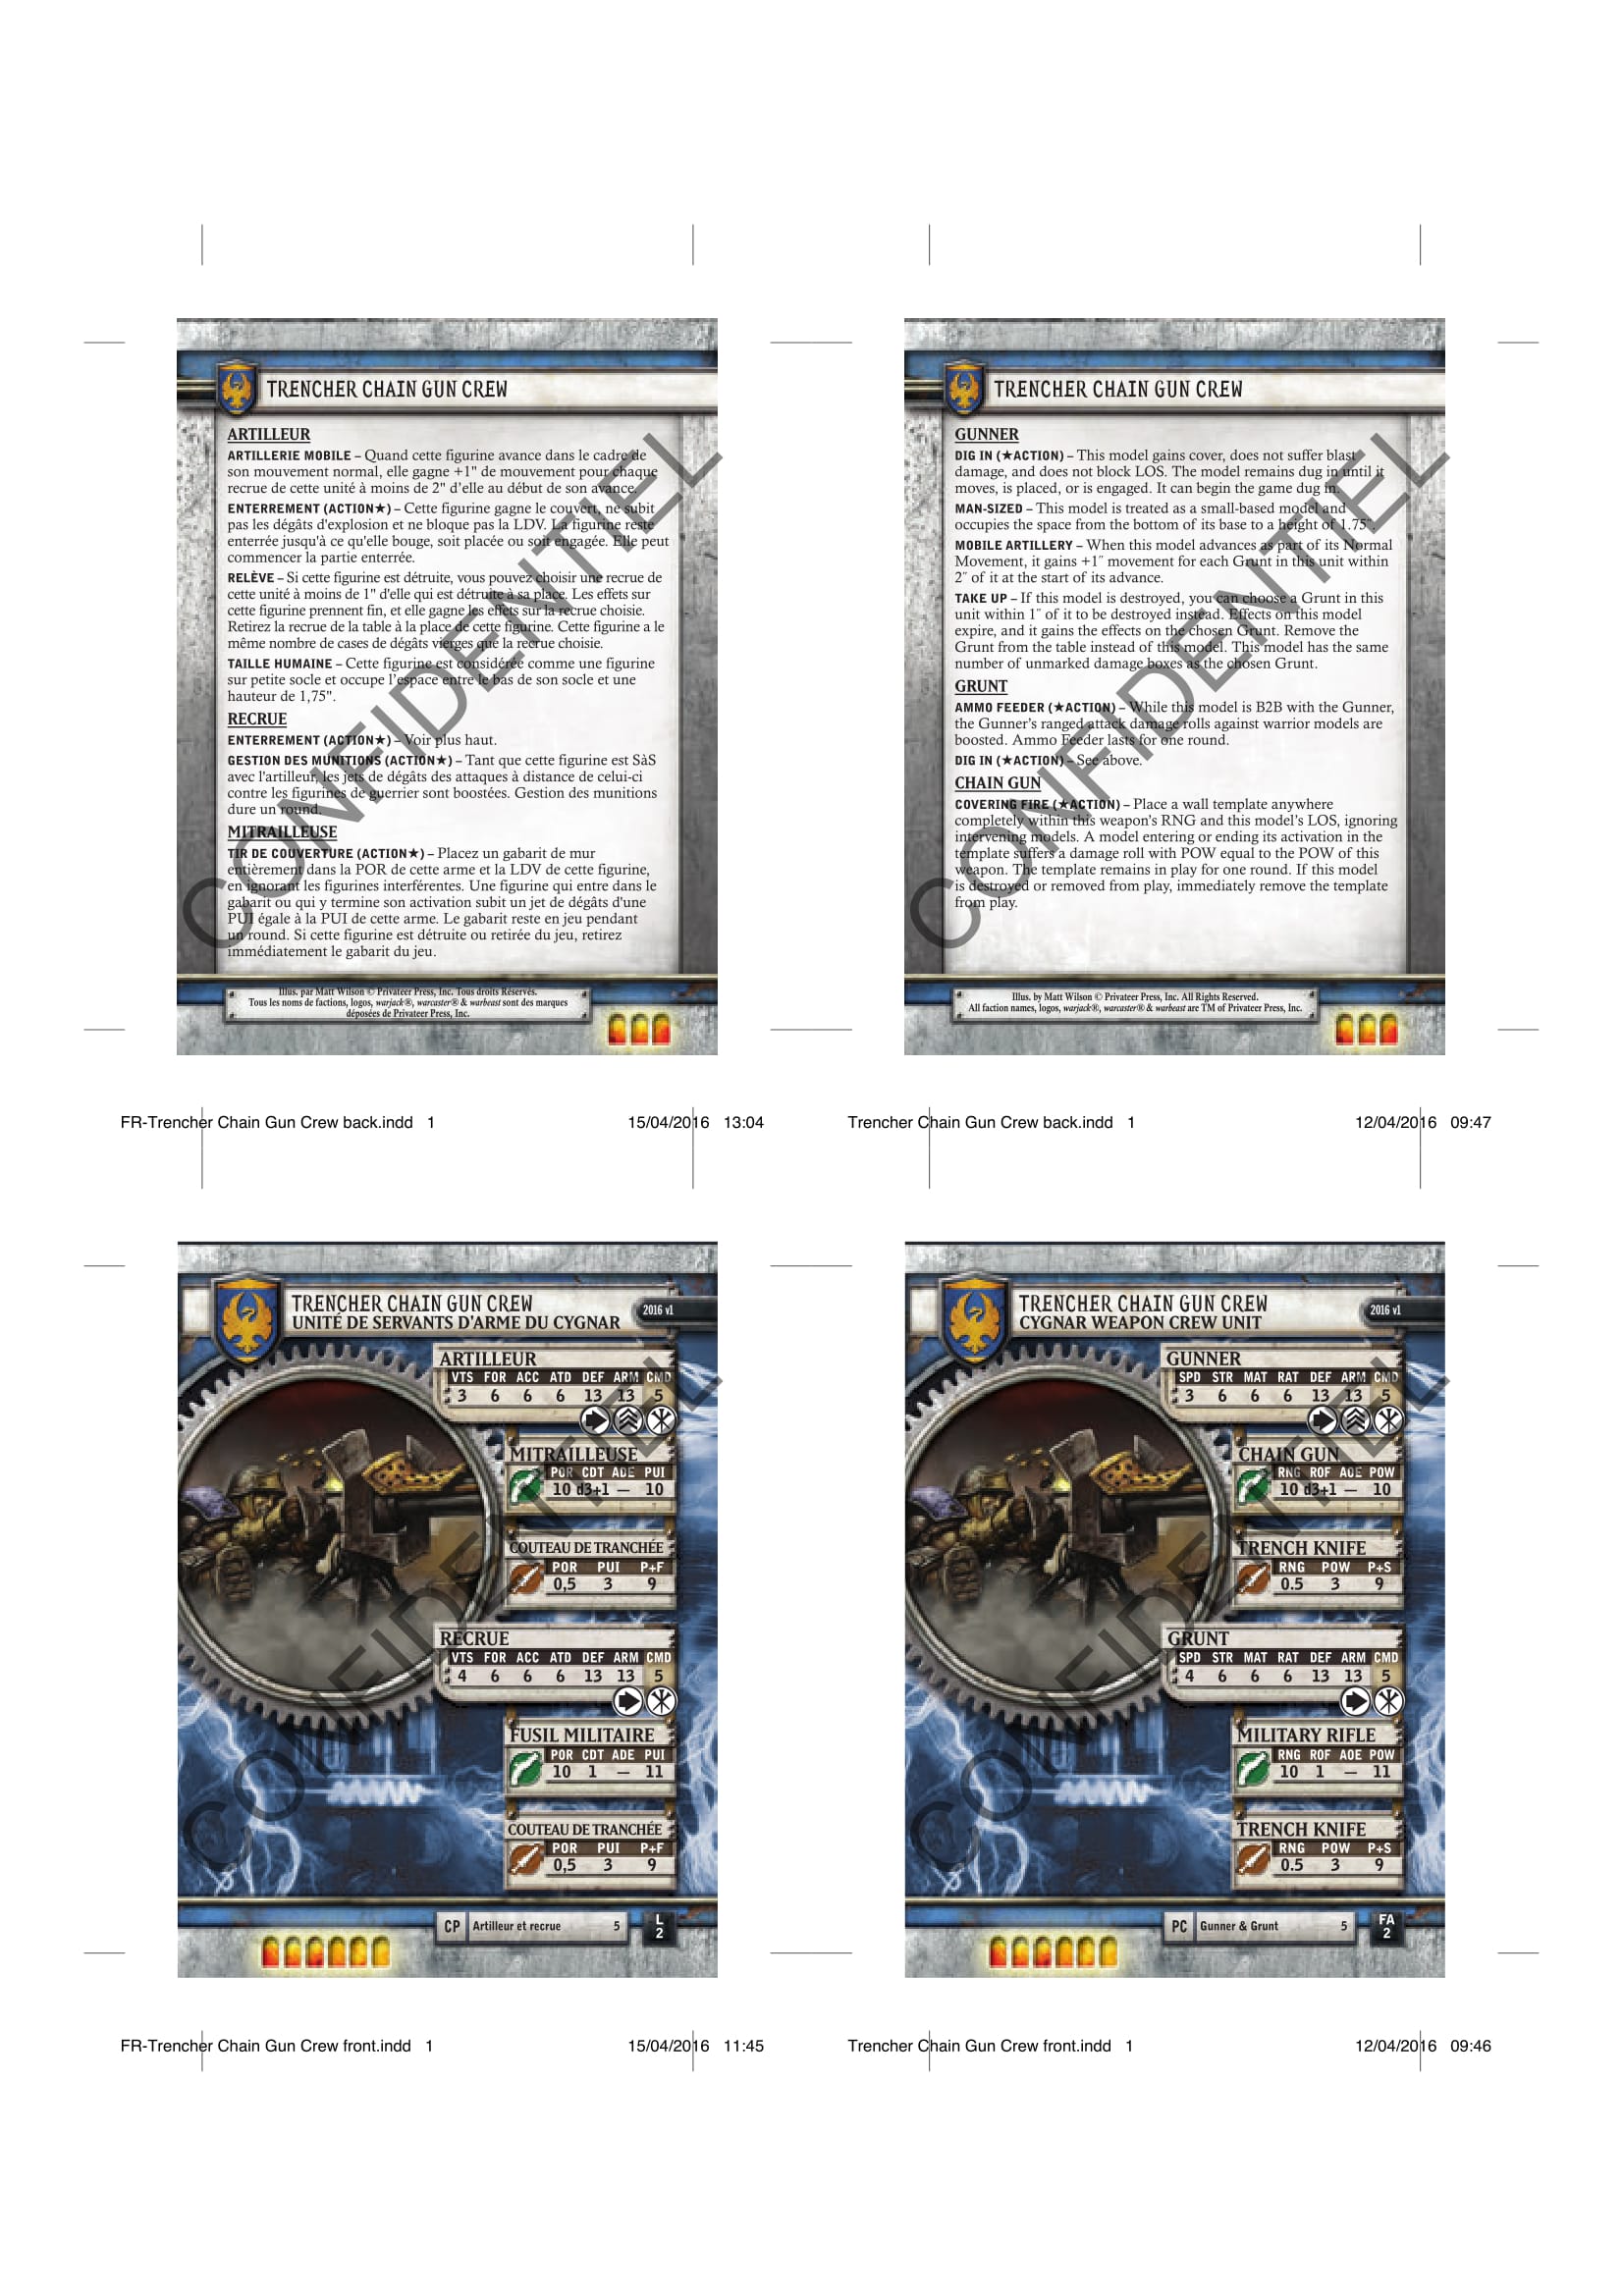 TRENCHER CHAIN GUN CREW
ARTILLEUR
ARTILLERIE MOBILE – Quand cette figurine avance dans le cadre de
son mouvement normal, elle gagne +1" de mouvement pour chaque
recrue de cette unité à moins de 2" d'elle au début de son avance.
ENTERREMENT (ACTION★) – Cette figurine gagne le couvert, ne subit
pas les dégâts d'explosion et ne bloque pas la LDV. La figurine reste
enterrée jusqu'à ce qu'elle bouge, soit placée ou soit engagée. Elle peut
commencer la partie enterrée.
RELÈVE – Si cette figurine est détruite, vous pouvez choisir une recrue de
cette unité à moins de 1" d'elle qui est détruite à sa place. Les effets sur
cette figurine prennent fin, et elle gagne les effets sur la recrue choisie.
Retirez la recrue de la table à la place de cette figurine. Cette figurine a le
même nombre de cases de dégâts vierges que la recrue choisie.
TAILLE HUMAINE – Cette figurine est considérée comme une figurine
sur petite socle et occupe l'espace entre le bas de son socle et une
hauteur de 1,75".
RECRUE
ENTERREMENT (ACTION★) – Voir plus haut.
GESTION DES MUNITIONS (ACTION★) – Tant que cette figurine est SàS
avec l'artilleur, les jets de dégâts des attaques à distance de celui-ci
contre les figurines de guerrier sont boostées. Gestion des munitions
dure un round.
MITRAILLEUSE
TIR DE COUVERTURE (ACTION★) – Placez un gabarit de mur
entièrement dans la POR de cette arme et la LDV de cette figurine,
en ignorant les figurines interférentes. Une figurine qui entre dans le
gabarit ou qui y termine son activation subit un jet de dégâts d'une
PUI égale à la PUI de cette arme. Le gabarit reste en jeu pendant
un round. Si cette figurine est détruite ou retirée du jeu, retirez
immédiatement le gabarit du jeu.
Illus. par Matt Wilson © Privateer Press, Inc. Tous droits Réservés.
Tous les noms de factions, logos, warjack®, warcaster® & warbeast sont des marques
déposées de Privateer Press, Inc.
CONFIDENTIEL
FR-Trencher Chain Gun Crew back.indd 1 15/04/2016 13:04
TRENCHER CHAIN GUN CREW
GUNNER
DIG IN (★ACTION) – This model gains cover, does not suffer blast
damage, and does not block LOS. The model remains dug in until it
moves, is placed, or is engaged. It can begin the game dug in.
MAN-SIZED – This model is treated as a small-based model and
occupies the space from the bottom of its base to a height of 1.75˝.
MOBILE ARTILLERY – When this model advances as part of its Normal
Movement, it gains +1˝ movement for each Grunt in this unit within
2˝ of it at the start of its advance.
TAKE UP – If this model is destroyed, you can choose a Grunt in this
unit within 1˝ of it to be destroyed instead. Effects on this model
expire, and it gains the effects on the chosen Grunt. Remove the
Grunt from the table instead of this model. This model has the same
number of unmarked damage boxes as the chosen Grunt.
GRUNT
AMMO FEEDER (★ACTION) – While this model is B2B with the Gunner,
the Gunner's ranged attack damage rolls against warrior models are
boosted. Ammo Feeder lasts for one round.
DIG IN (★ACTION) – See above.
CHAIN GUN
COVERING FIRE (★ACTION) – Place a wall template anywhere
completely within this weapon's RNG and this model's LOS, ignoring
intervening models. A model entering or ending its activation in the
template suffers a damage roll with POW equal to the POW of this
weapon. The template remains in play for one round. If this model
is destroyed or removed from play, immediately remove the template
from play.
Illus. by Matt Wilson © Privateer Press, Inc. All Rights Reserved.
All faction names, logos, warjack®, warcaster® & warbeast are TM of Privateer Press, Inc.
CONFIDENTIEL
Trencher Chain Gun Crew back.indd 1 12/04/2016 09:47
TRENCHER CHAIN GUN CREW
UNITÉ DE SERVANTS D'ARME DU CYGNAR
2016 v1
ARTILLEUR
VTS FOR ACC ATD DEF ARM CMD
3 6 6 6 13 13 5
MITRAILLEUSE
POR CDT ADE PUI
10 d3+1 — 10
COUTEAU DE TRANCHÉE
POR PUI P+F
0,5 3 9
RECRUE
VTS FOR ACC ATD DEF ARM CMD
4 6 6 6 13 13 5
FUSIL MILITAIRE
POR CDT ADE PUI
10 1 — 11
COUTEAU DE TRANCHÉE
POR PUI P+F
0,5 3 9
CP Artilleur et recrue 5
L
2
CONFIDENTIEL
FR-Trencher Chain Gun Crew front.indd 1 15/04/2016 11:45
TRENCHER CHAIN GUN CREW
CYGNAR WEAPON CREW UNIT
2016 v1
GUNNER
SPD STR MAT RAT DEF ARM CMD
3 6 6 6 13 13 5
CHAIN GUN
RNG ROF AOE POW
10 d3+1 — 10
TRENCH KNIFE
RNG POW P+S
0.5 3 9
GRUNT
SPD STR MAT RAT DEF ARM CMD
4 6 6 6 13 13 5
MILITARY RIFLE
RNG ROF AOE POW
10 1 — 11
TRENCH KNIFE
RNG POW P+S
0.5 3 9
PC Gunner & Grunt 5
FA
2
CONFIDENTIEL
Trencher Chain Gun Crew front.indd 1 12/04/2016 09:46